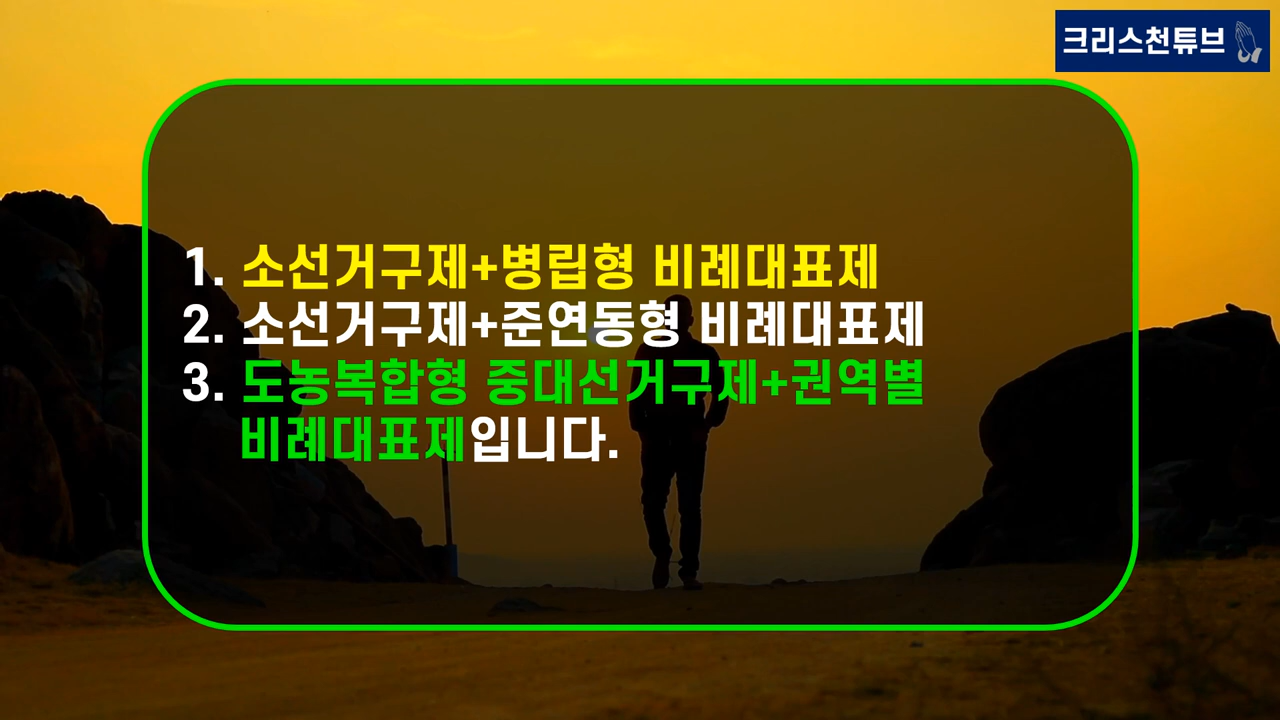 크리스천튜브
1. 소선거구제+병립형 비례대표제
2. 소선거구제+준연동형 비례대표제
3. 도농복합형 중대선거구제+권역별
비례대표제입니다.